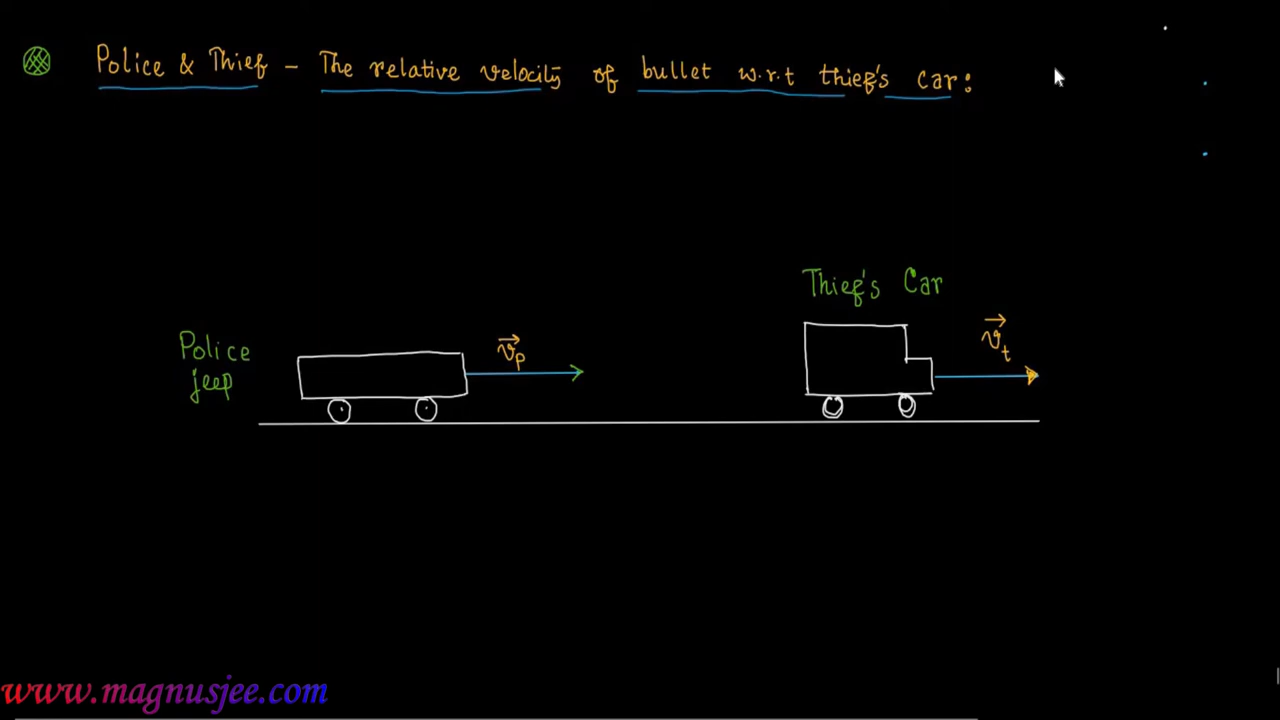 Police & Thief - The relative velocity of bullet w.r.t thief's car:
Thief's Car
Police
jeep
v⃗p
v⃗t
www.magnusjee.com